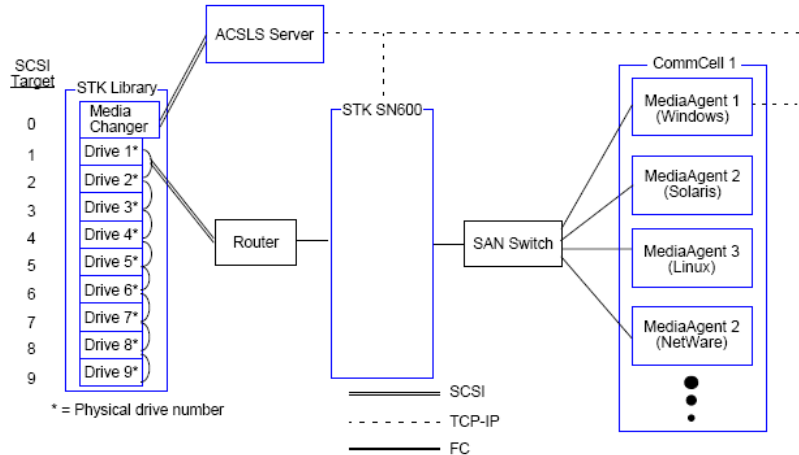 ACSLS Server
SCSI
Target
STK Library
CommCell 1
Media
Changer
STK SN600
MediaAgent 1
(Windows)
0
1
2
3
4
5
6
7
8
9
Drive 1*
Drive 2*
Drive 3*
Drive 4*
Drive 5*
Drive 6*
Drive 7*
Drive 8*
Drive 9*
Router
SAN Switch
MediaAgent 2
(Solaris)
MediaAgent 3
(Linux)
MediaAgent 2
(NetWare)
* = Physical drive number
SCSI
TCP-IP
FC